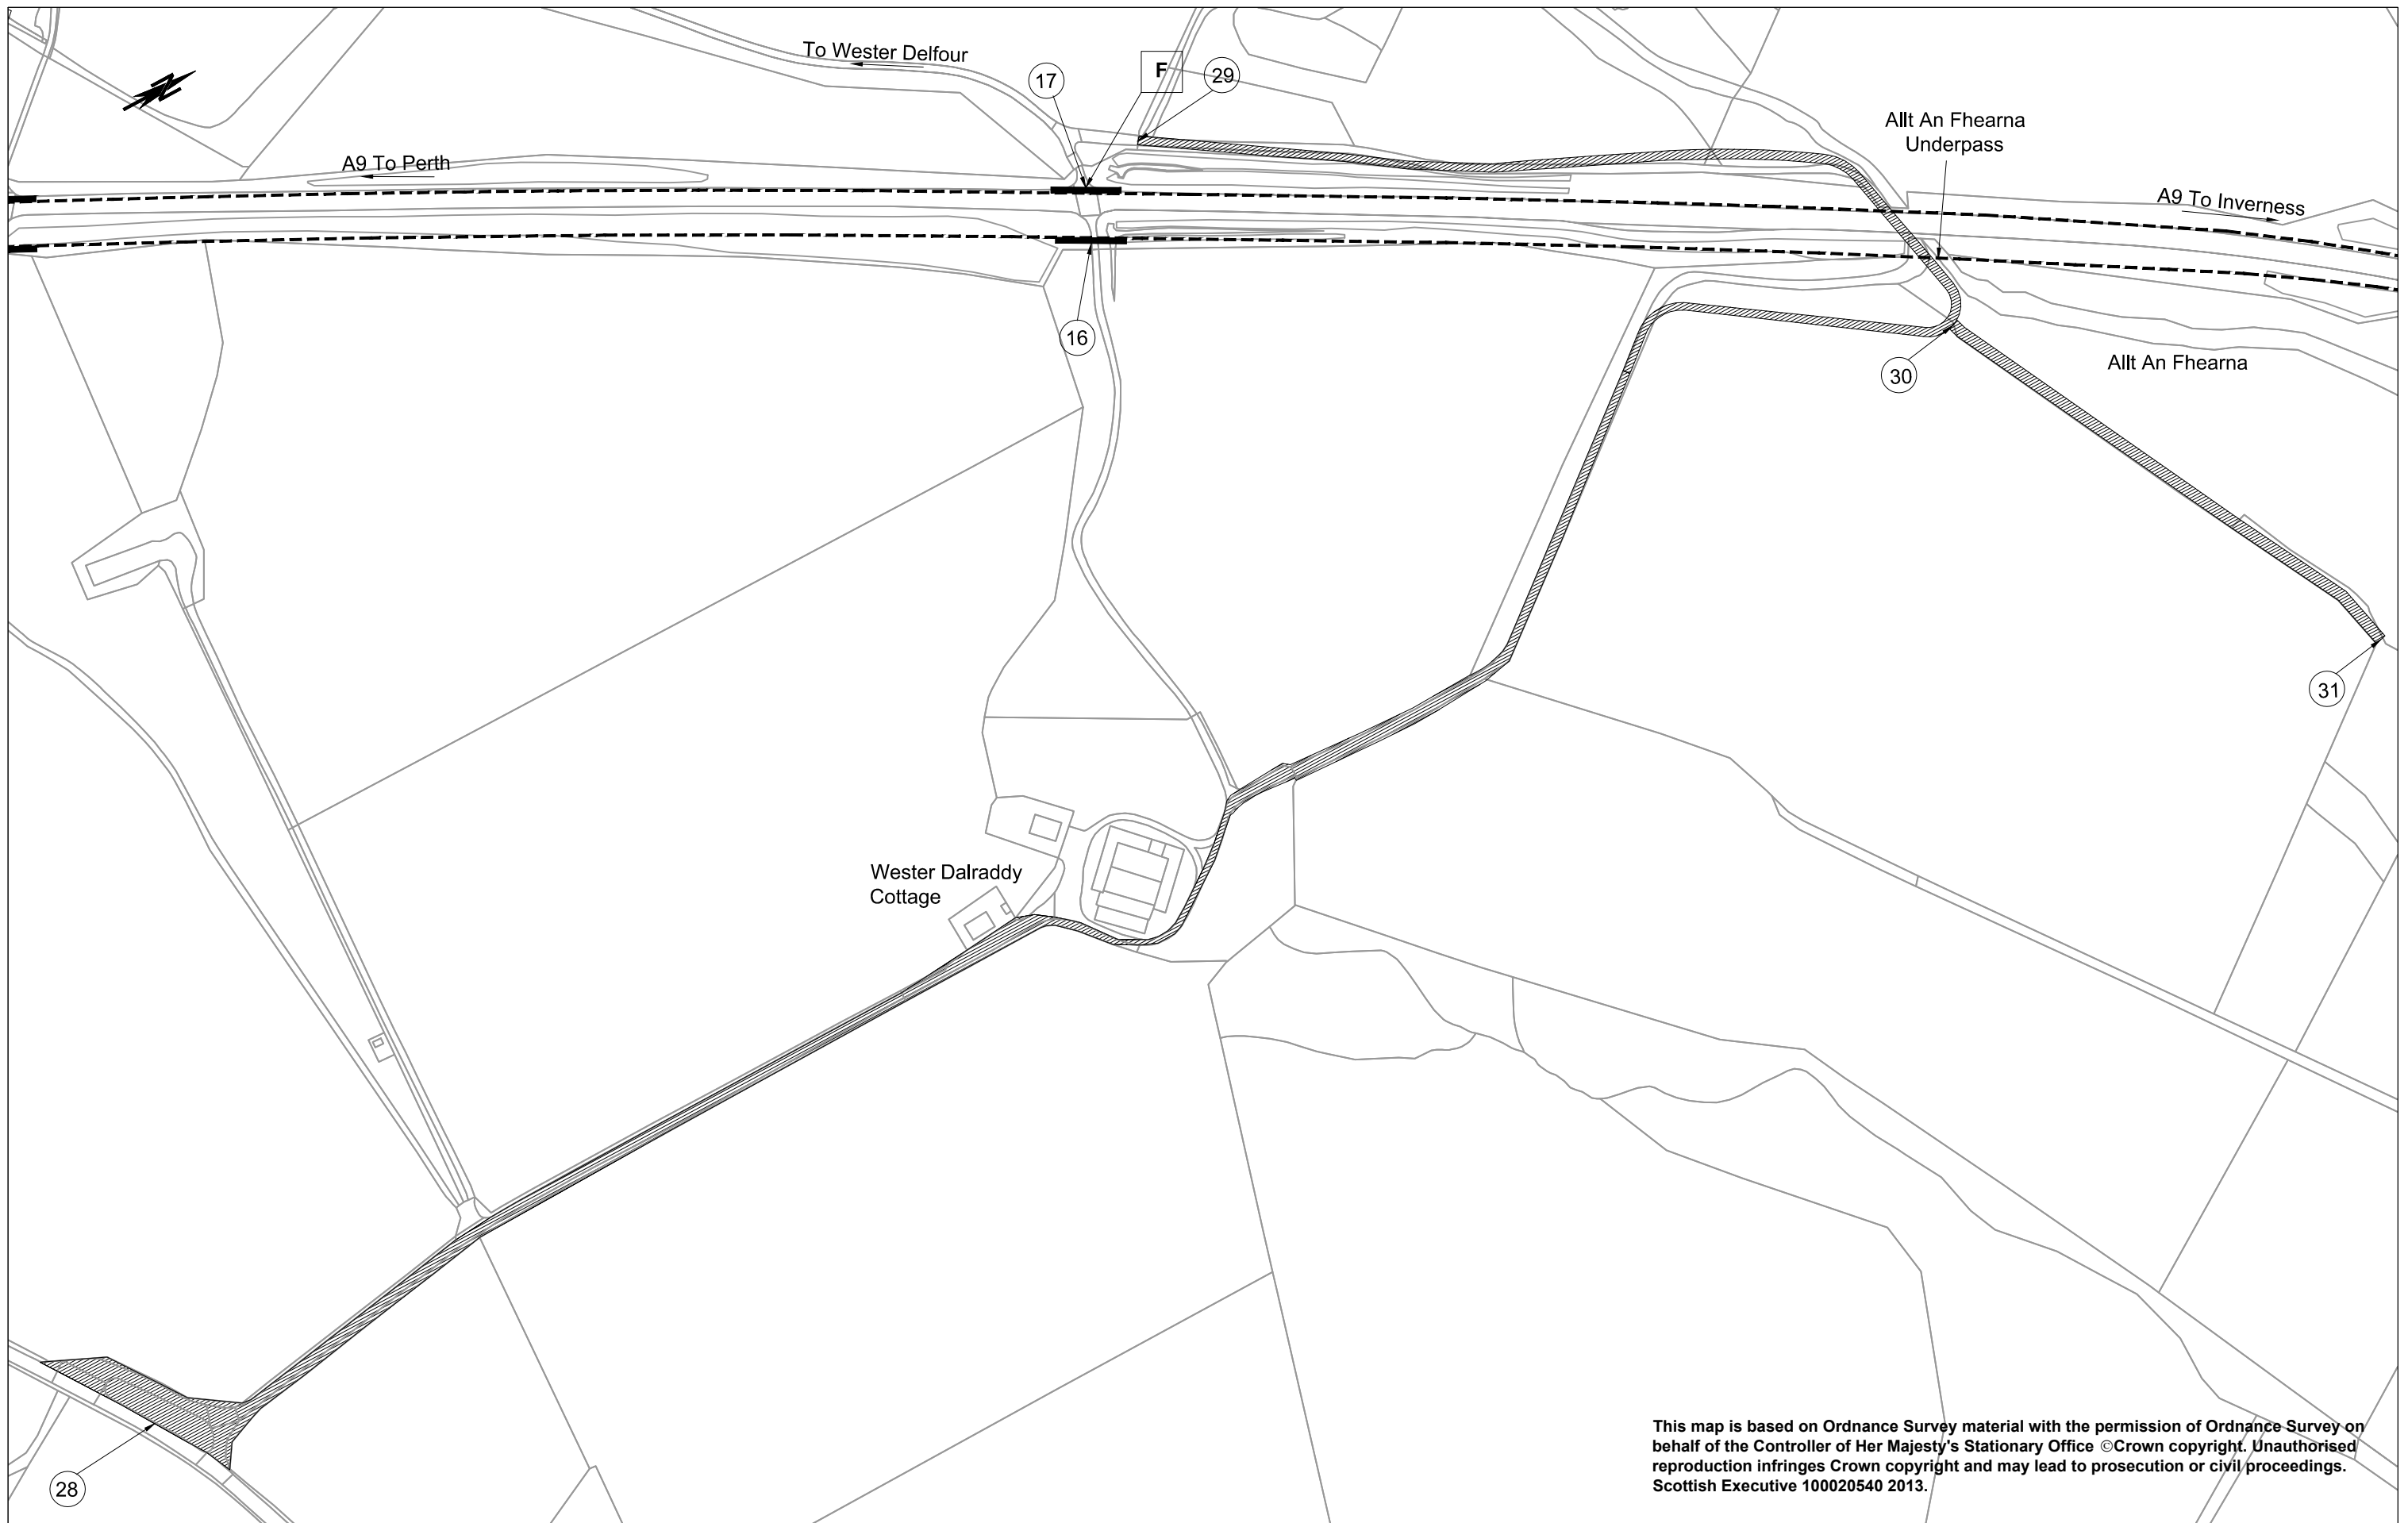 To Wester Delfour
17
F
29
A9 To Perth
Allt An Fhearna
Underpass
A9 To Inverness
16
30
Allt An Fhearna
31
Wester Dalraddy
Cottage
28
This map is based on Ordnance Survey material with the permission of Ordnance Survey on
behalf of the Controller of Her Majesty's Stationary Office ©Crown copyright. Unauthorised
reproduction infringes Crown copyright and may lead to prosecution or civil proceedings.
Scottish Executive 100020540 2013.